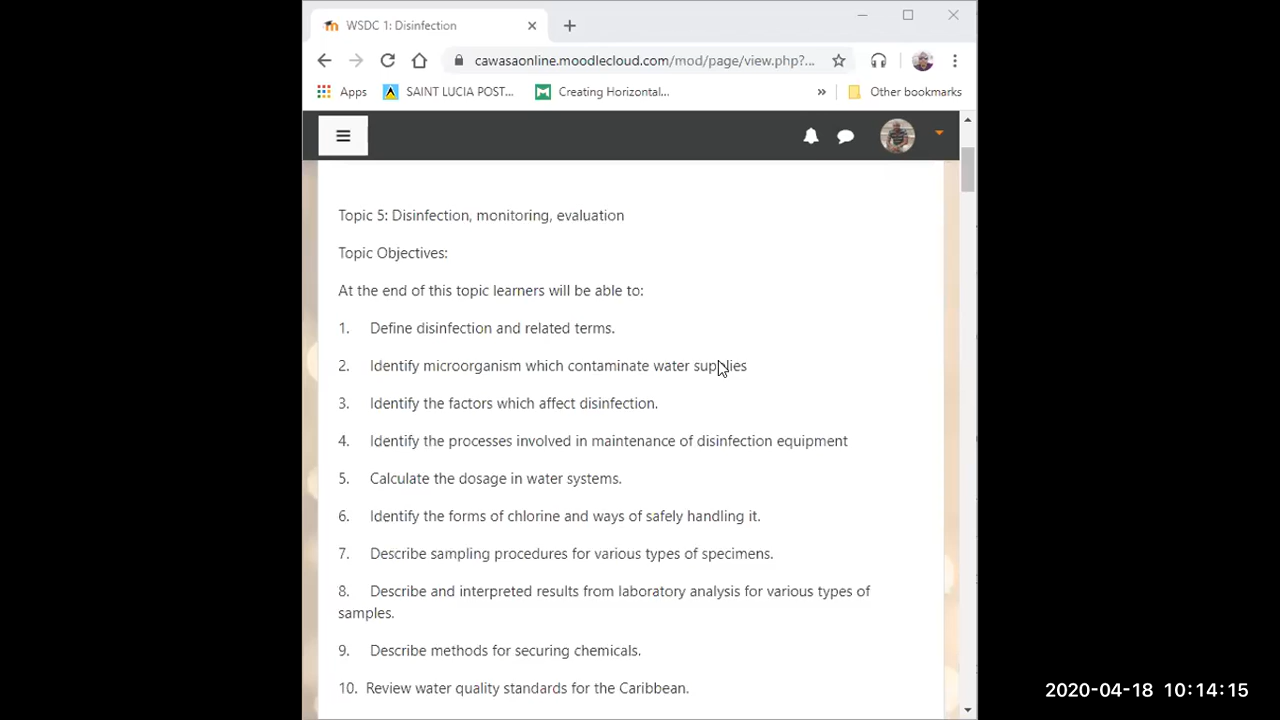 WSDC 1: Disinfection
cawasaonline.moodlecloud.com/mod/page/view.php?...
Apps SAINT LUCIA POST... Creating Horizontal... » Other bookmarks
Topic 5: Disinfection, monitoring, evaluation
Topic Objectives:
At the end of this topic learners will be able to:
1. Define disinfection and related terms.
2. Identify microorganism which contaminate water supplies
3. Identify the factors which affect disinfection.
4. Identify the processes involved in maintenance of disinfection equipment
5. Calculate the dosage in water systems.
6. Identify the forms of chlorine and ways of safely handling it.
7. Describe sampling procedures for various types of specimens.
8. Describe and interpreted results from laboratory analysis for various types of
samples.
9. Describe methods for securing chemicals.
10. Review water quality standards for the Caribbean.
2020-04-18 10:14:15